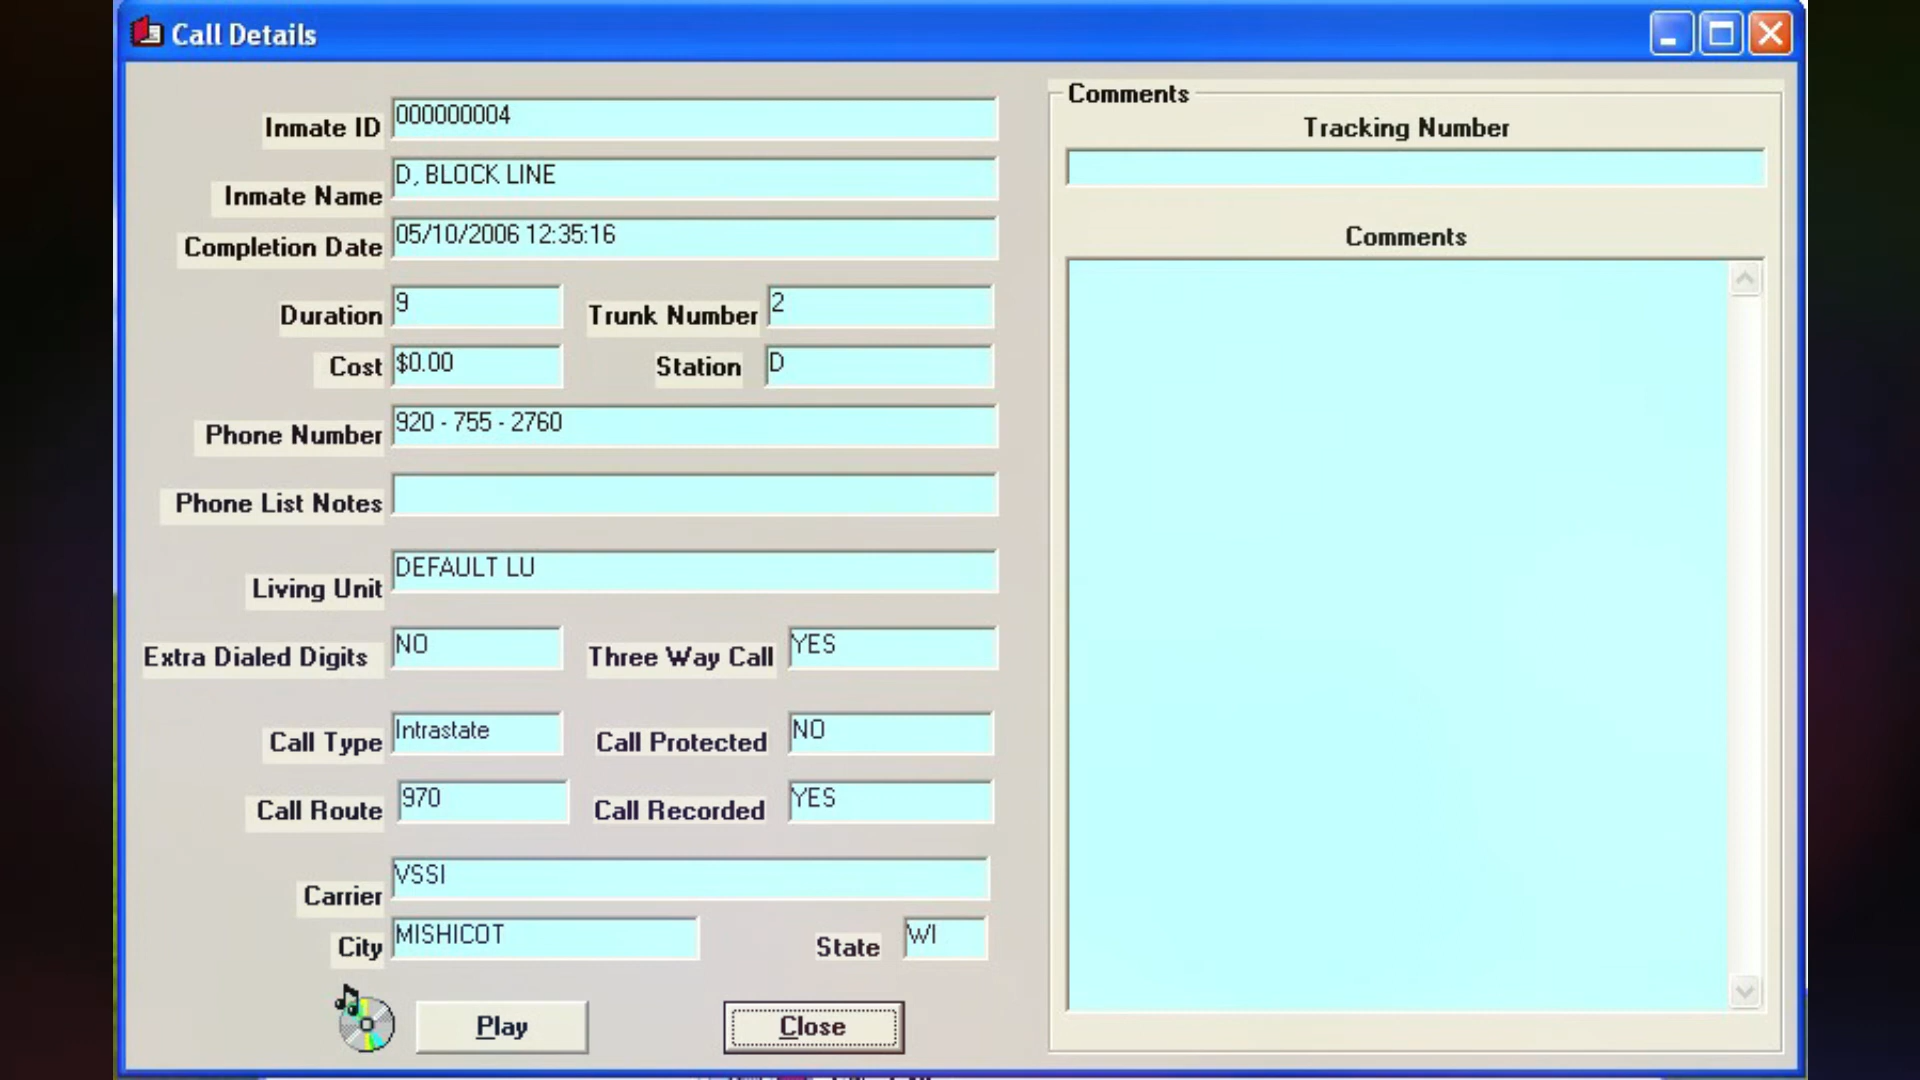 Call Details
Inmate ID 000000004
Inmate Name D, BLOCK LINE
Completion Date 05/10/2006 12:35:16
Duration 9 Trunk Number 2
Cost $0.00 Station D
Phone Number 920 - 755 - 2760
Phone List Notes
Living Unit DEFAULT LU
Extra Dialed Digits NO Three Way Call YES
Call Type Intrastate Call Protected NO
Call Route 970 Call Recorded YES
Carrier VSSI
City MISHICOT State WI
Play Close
Comments
Tracking Number
Comments